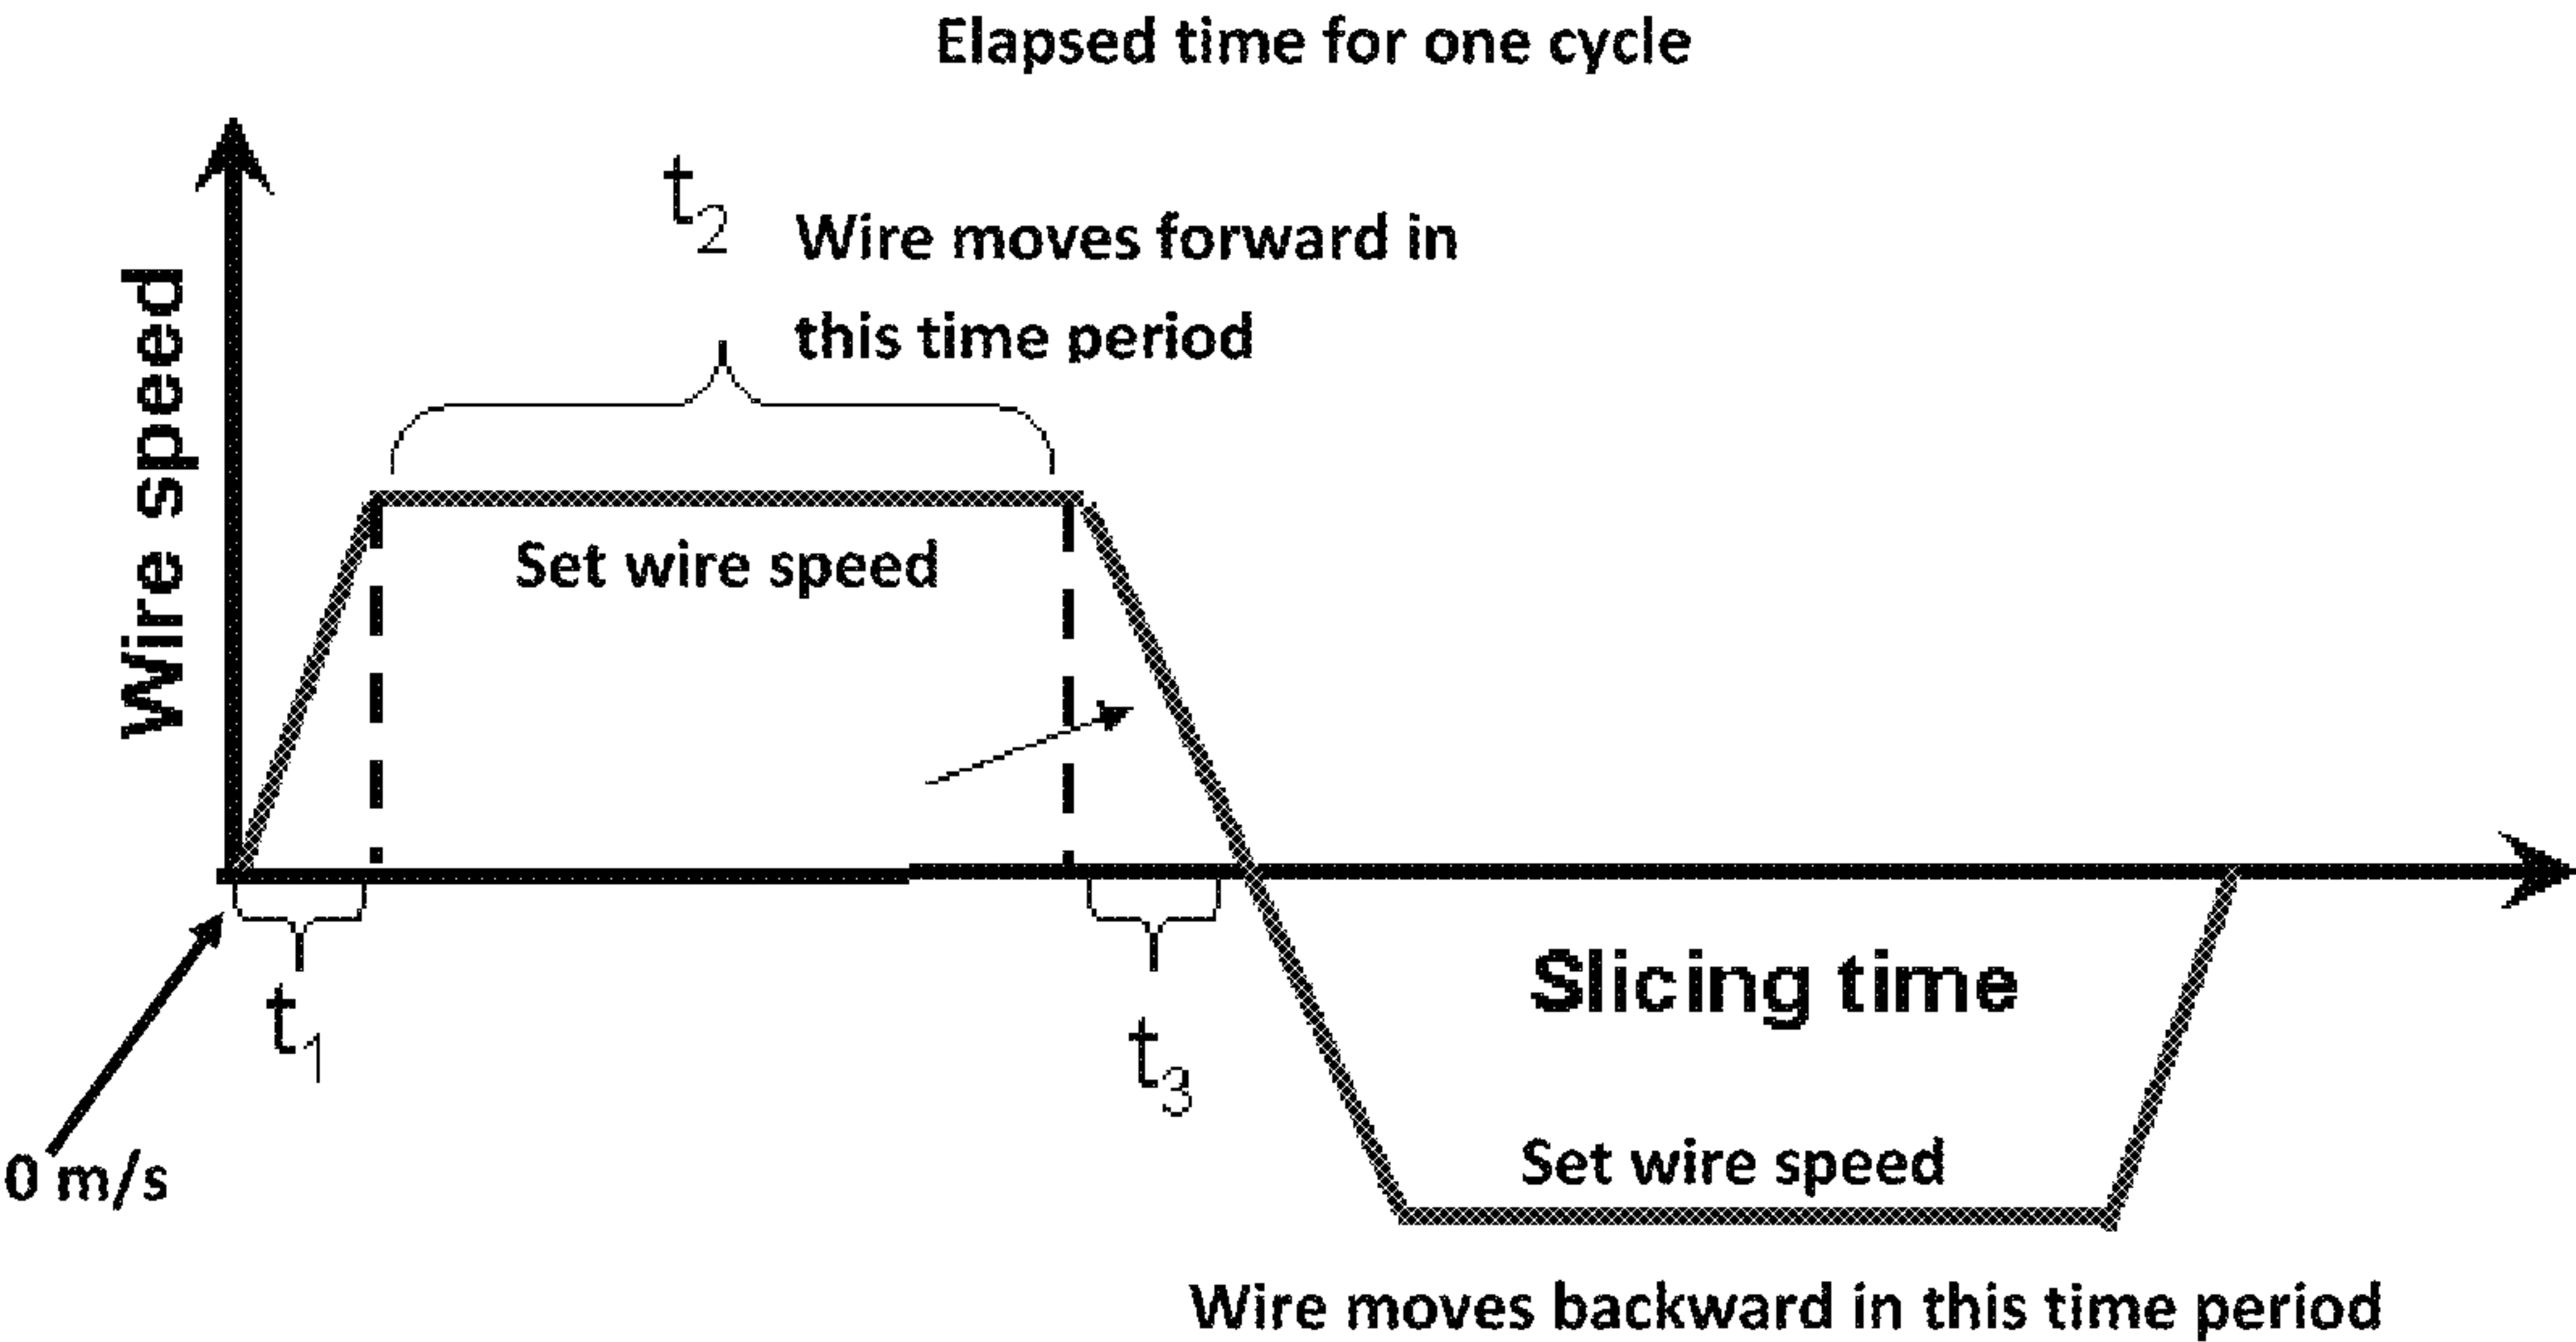 Elapsed time for one cycle
t2
Wire moves forward in
this time period
Wire speed
Set wire speed
t1
t3
0 m/s
Slicing time
Set wire speed
Wire moves backward in this time period